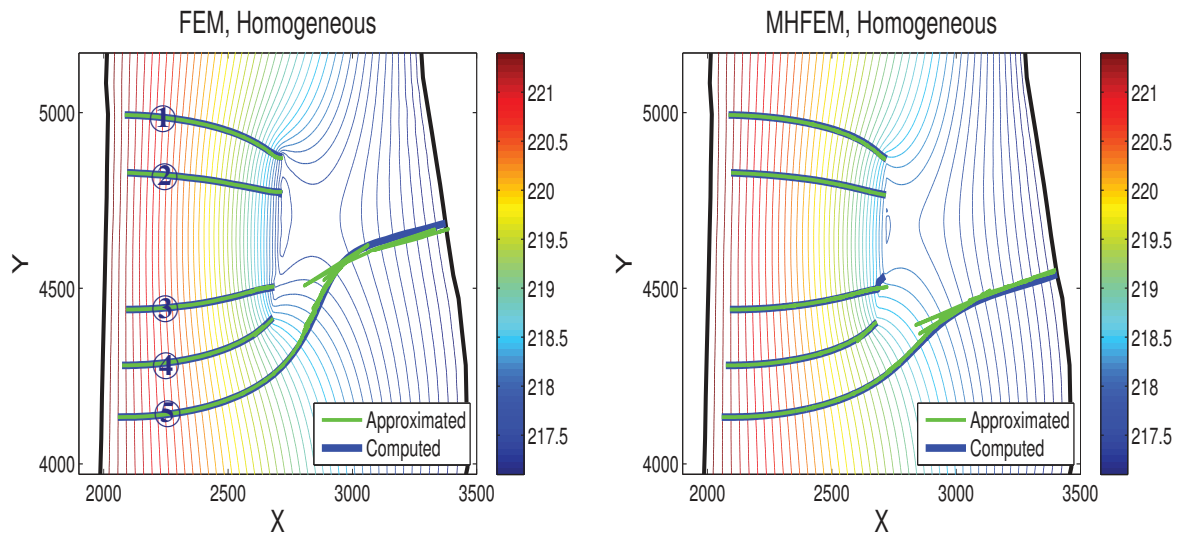 FEM, Homogeneous
5000
4500
4000
Y
1
2
3
4
5
Approximated
Computed
2000 2500 3000 3500
X
221
220.5
220
219.5
219
218.5
218
217.5
MHFEM, Homogeneous
5000
4500
4000
Y
Approximated
Computed
2000 2500 3000 3500
X
221
220.5
220
219.5
219
218.5
218
217.5